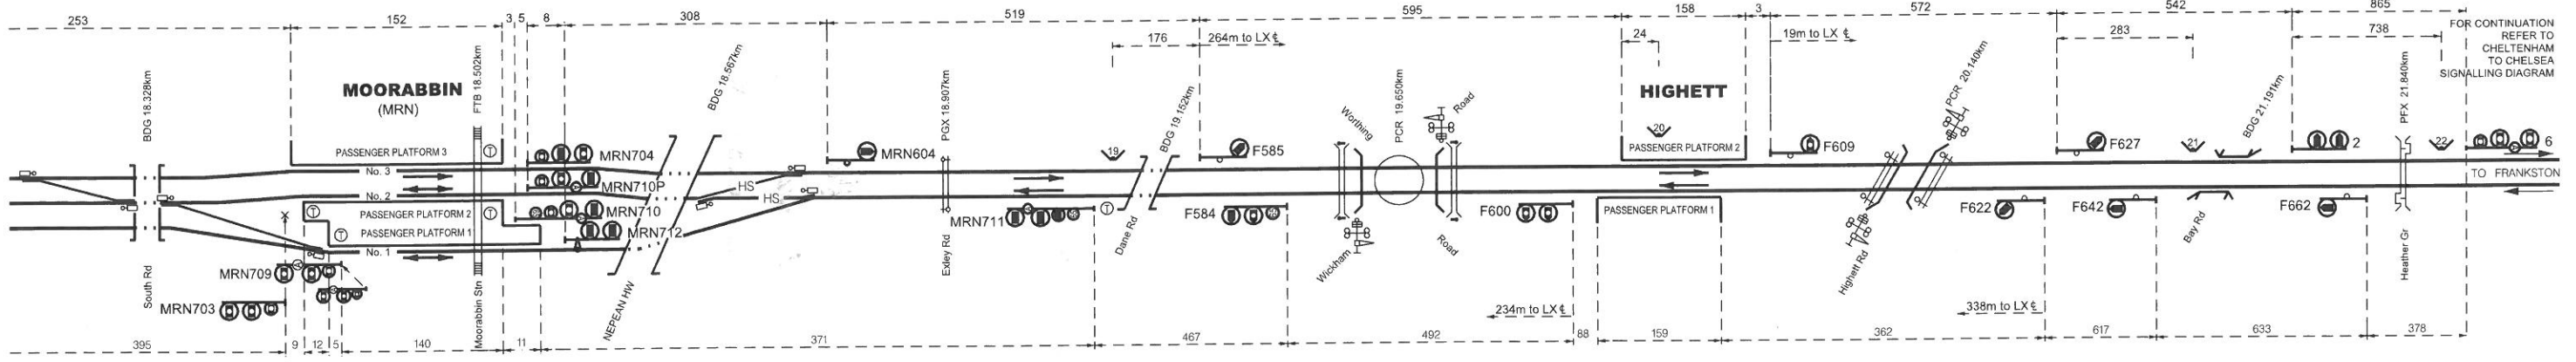 253
152
3
5
8
308
519
595
158
3
572
542
865
176
264m to LX ℄
24
19m to LX ℄
283
738
FOR CONTINUATION
REFER TO
CHELTENHAM
TO CHELSEA
SIGNALLING DIAGRAM
MOORABBIN
(MRN)
HIGHETT
BDG 18.328km
FTB 18.502km
BDG 18.567km
PGX 18.907km
BDG 19.152km
PCR 19.650km
PCR 20.140km
BDG 21.191km
PFX 21.840km
Worthing
Road
PASSENGER PLATFORM 3
T
MRN704
MRN604
19
F585
20
PASSENGER PLATFORM 2
F609
F627
21
2
22
6
No. 3
MRN710P
HS
TO FRANKSTON
No. 2
HS
T
PASSENGER PLATFORM 2
T
MRN710
MRN711
T
F584
F600
PASSENGER PLATFORM 1
F622
F642
F662
T
PASSENGER PLATFORM 1
MRN712
No. 1
MRN709
MRN703
South Rd
Moorabbin Stn
NEPEAN HW
Exley Rd
Dane Rd
Wickham
Road
Highett Rd
Bay Rd
Heather Gr
234m to LX ℄
338m to LX ℄
395
9
12
5
140
11
371
467
492
88
159
362
617
633
378